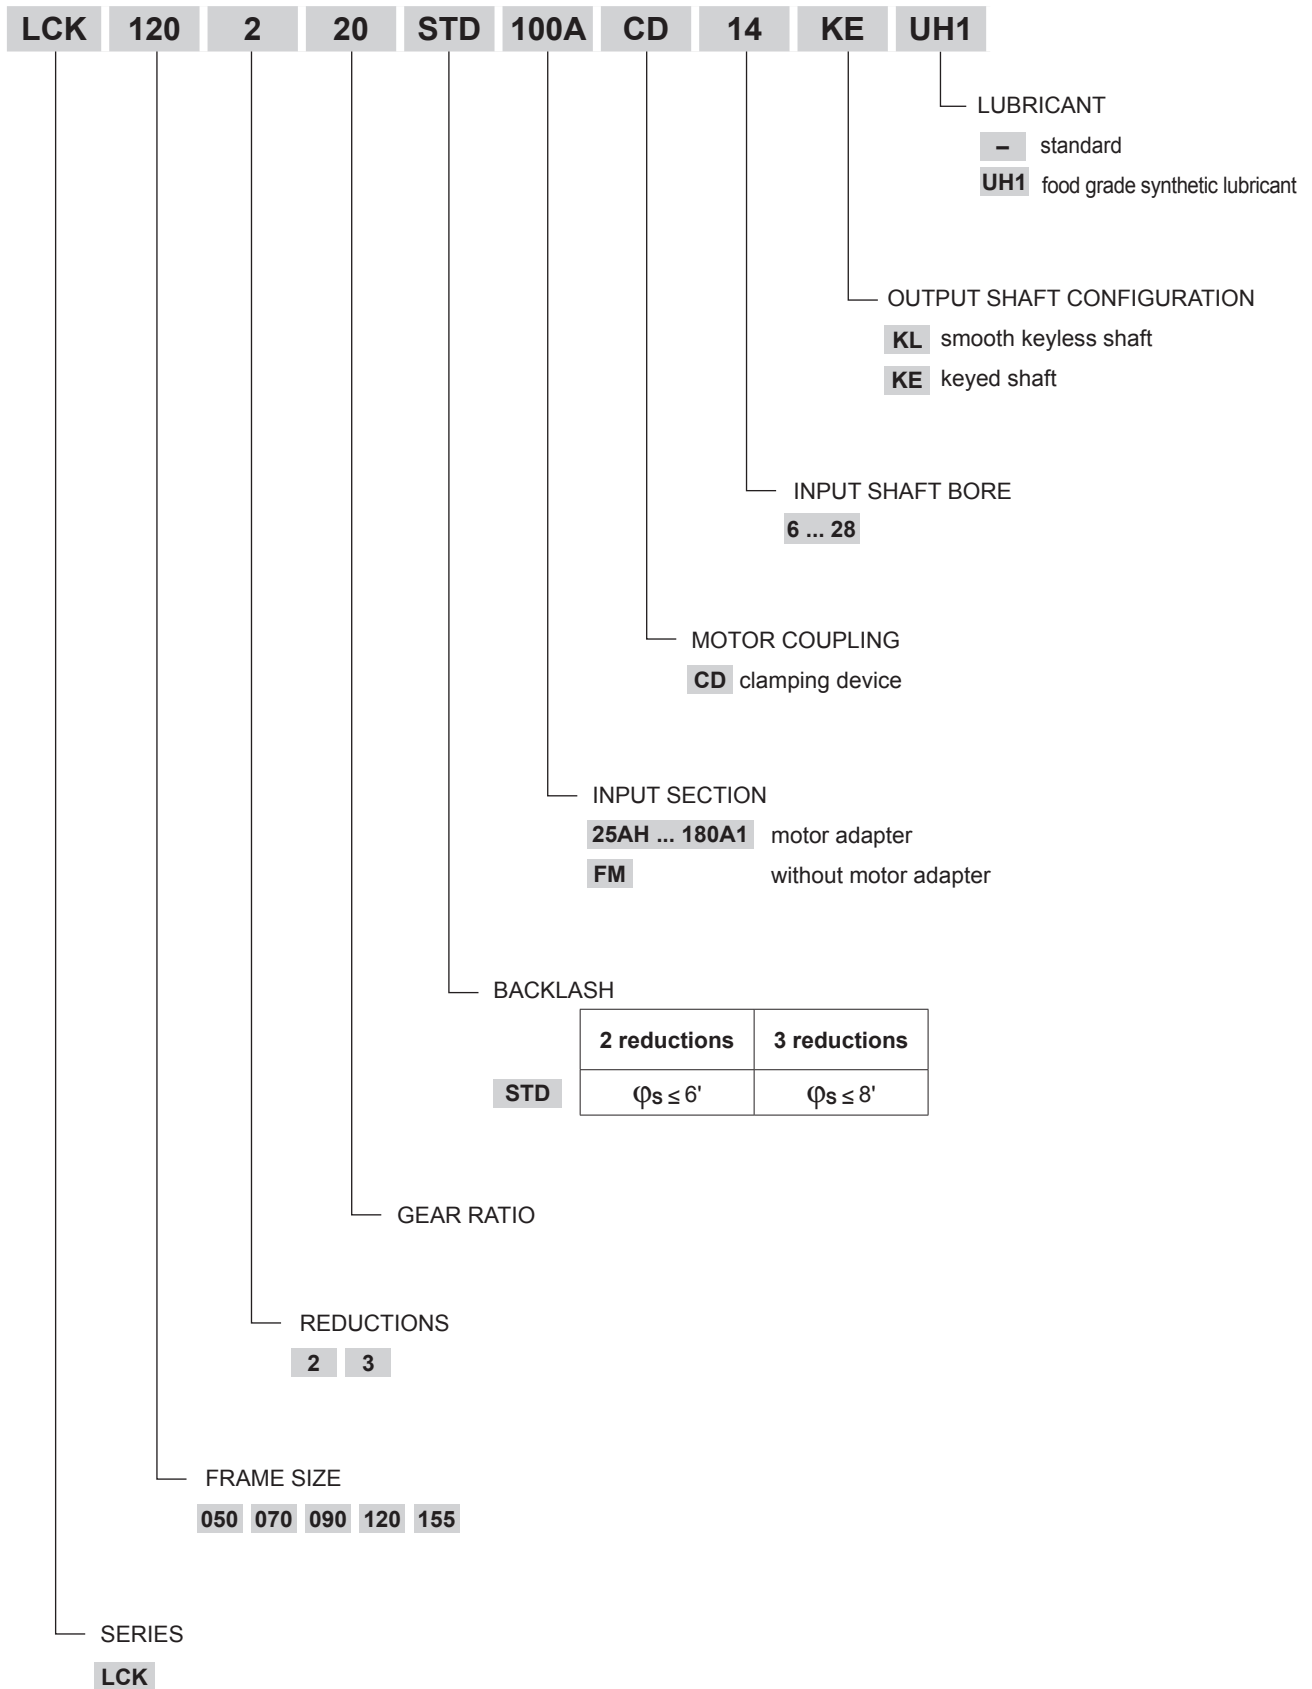 LCK 120 2 20 STD 100A CD 14 KE UH1
LUBRICANT
– standard
UH1 food grade synthetic lubricant
OUTPUT SHAFT CONFIGURATION
KL smooth keyless shaft
KE keyed shaft
INPUT SHAFT BORE
6 ... 28
MOTOR COUPLING
CD clamping device
INPUT SECTION
25AH ... 180A1 motor adapter
FM without motor adapter
BACKLASH
2 reductions 3 reductions
STD φs ≤ 6' φs ≤ 8'
GEAR RATIO
REDUCTIONS
2 3
FRAME SIZE
050 070 090 120 155
SERIES
LCK